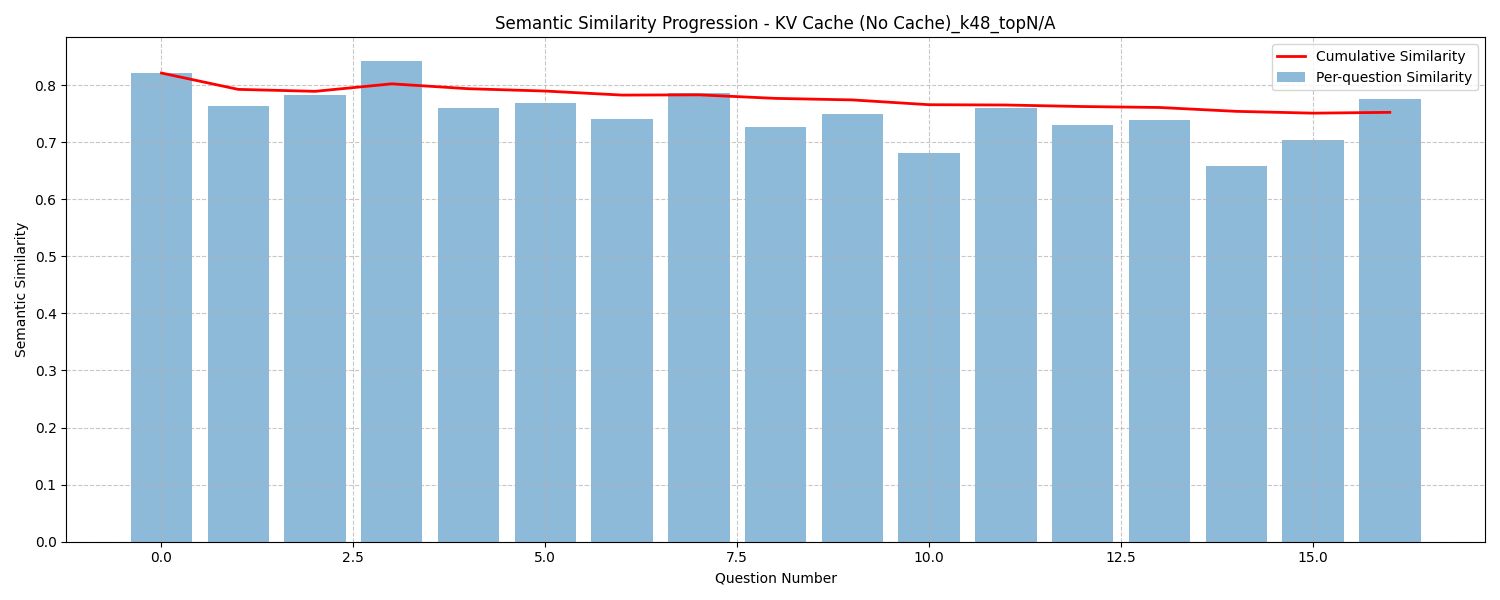 Semantic Similarity Progression - KV Cache (No Cache)_k48_topN/A
Cumulative Similarity
Per-question Similarity
Semantic Similarity
0.8
0.7
0.6
0.5
0.4
0.3
0.2
0.1
0.0
0.0 2.5 5.0 7.5 10.0 12.5 15.0
Question Number